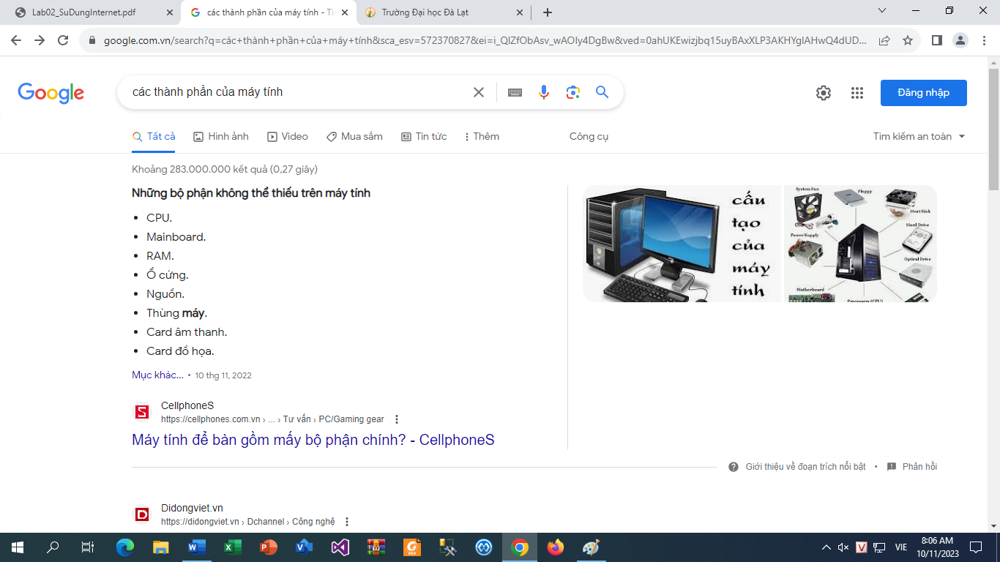 Lab02_SuDungInternet.pdf
các thành phần của máy tính - Tì
Trường Đại học Đà Lạt
google.com.vn/search?q=các+thành+phần+của+máy+tính&sca_esv=572370827&ei=i_QlZfObAsv_wAOIy4DgBw&ved=0ahUKEwizjbq15uyBAxXLP3AKHYglAHwQ4dUD...
Google
các thành phần của máy tính
Đăng nhập
Tất cả
Hình ảnh
Video
Mua sắm
Tin tức
Thêm
Công cụ
Tìm kiếm an toàn
Khoảng 283.000.000 kết quả (0,27 giây)
Những bộ phận không thể thiếu trên máy tính
CPU.
Mainboard.
RAM.
Ổ cứng.
Nguồn.
Thùng máy.
Card âm thanh.
Card đồ họa.
Mục khác... • 10 thg 11, 2022
cấu
tạo
của
máy
tính
System Fan
Floppy
Heat Sink
Hard Drive
Power Supply
Optical Drive
Motherboard
Processors (CPU)
CellphoneS
https://cellphones.com.vn › ... › Tư vấn › PC/Gaming gear
Máy tính để bàn gồm mấy bộ phận chính? - CellphoneS
Giới thiệu về đoạn trích nổi bật • Phản hồi
Didongviet.vn
https://didongviet.vn › Dchannel › Công nghệ
VIE
8:06 AM
10/11/2023